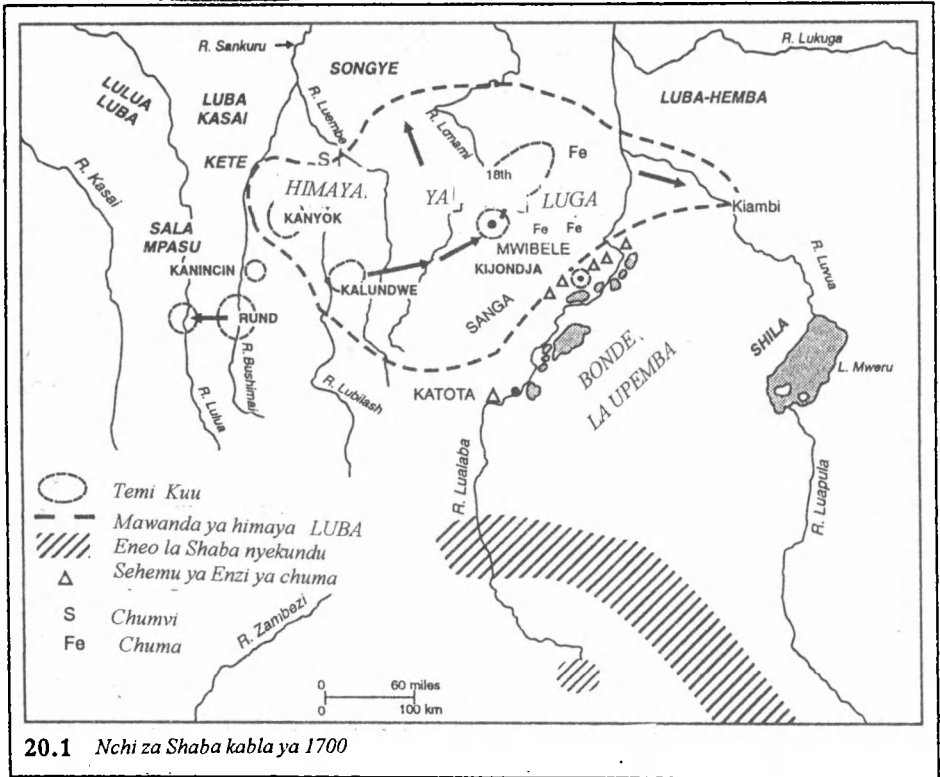 R. Sankuru
SONGYE
R. Lukuga
LULUA
LUBA
LUBA
KASAI
R. Luembe
R. Lomami
LUBA-HEMBA
R. Kasai
KETE
S
18th
Fe
HIMAYA
YA
LUGA
KANYOK
Kiambi
Fe Fe
SALA
MPASU
MWIBELE
KIJONDJA
KANINCIN
KALUNDWE
R. Luvua
SANGA
RUND
BONDE
LA UPEMBA
SHILA
L. Mweru
R. Bushimai
R. Lubilash
KATOTA
R. Lulua
R. Lualaba
R. Luapula
Temi Kuu
Mawanda ya himaya LUBA
Eneo la Shaba nyekundu
Sehemu ya Enzi ya chuma
S Chumvi
Fe Chuma
R. Zambezi
0 60 miles
0 100 km
20.1 Nchi za Shaba kabla ya 1700